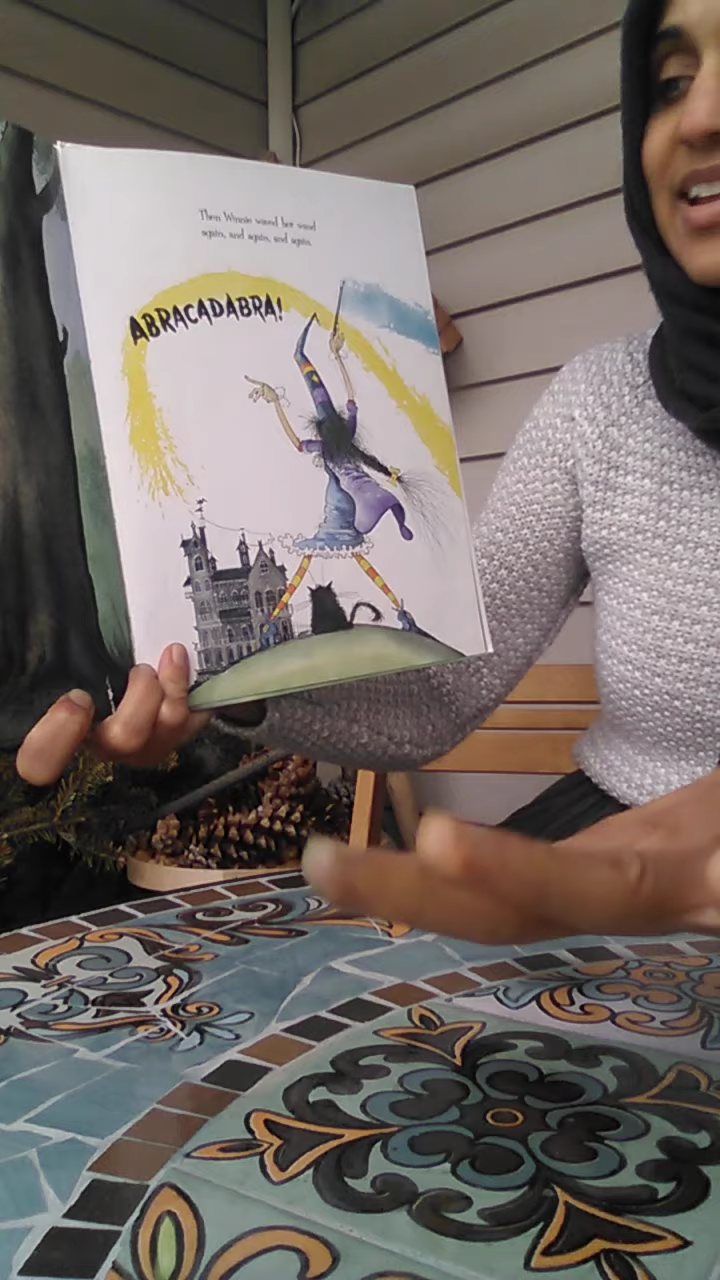 Then Winnie waved her wand
again, and again, and again.
ABRACADABRA!